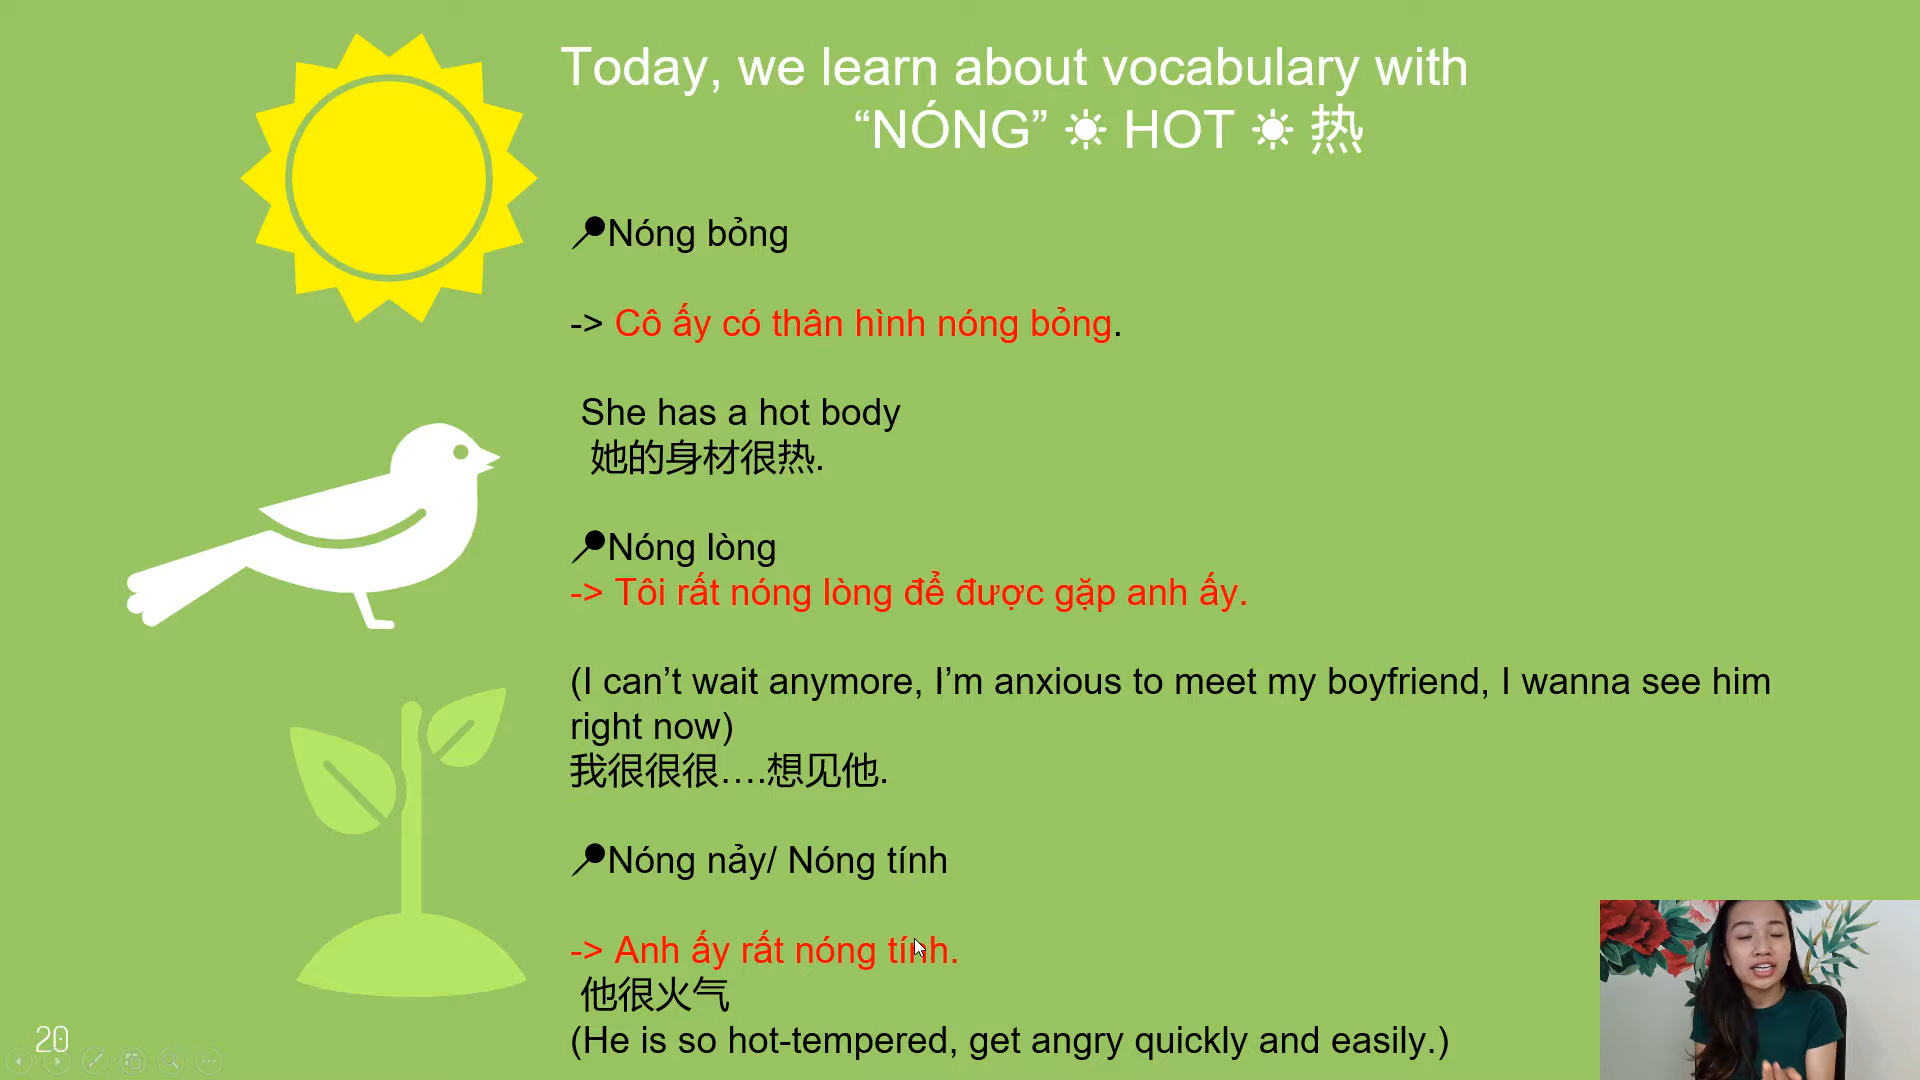 Today, we learn about vocabulary with
“NÓNG” ☀ HOT ☀ 热
Nóng bỏng
-> Cô ấy có thân hình nóng bỏng.
She has a hot body
她的身材很热.
Nóng lòng
-> Tôi rất nóng lòng để được gặp anh ấy.
(I can’t wait anymore, I’m anxious to meet my boyfriend, I wanna see him
right now)
我很很很….想见他.
Nóng nảy/ Nóng tính
-> Anh ấy rất nóng tính.
他很火气
(He is so hot-tempered, get angry quickly and easily.)
20